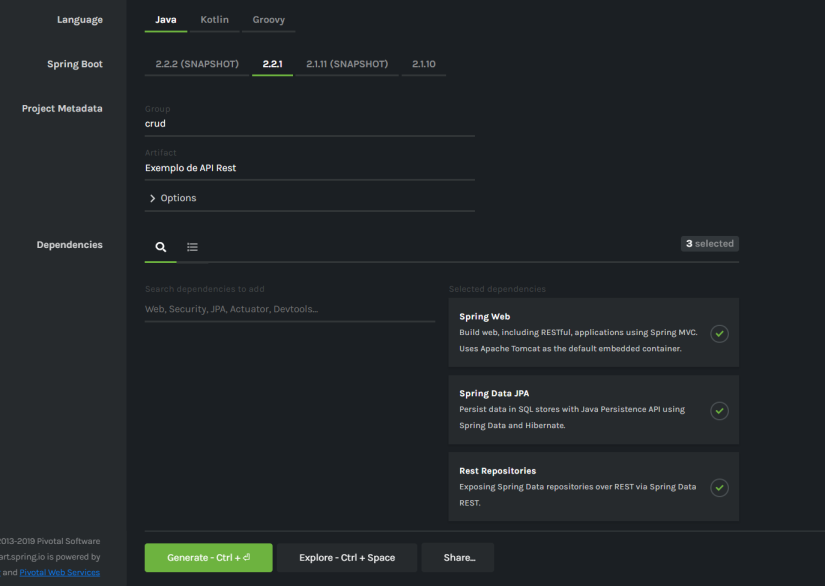 Language
Java Kotlin Groovy
Spring Boot
2.2.2 (SNAPSHOT) 2.2.1 2.1.11 (SNAPSHOT) 2.1.10
Project Metadata
Group
crud
Artifact
Exemplo de API Rest
Options
Dependencies
3 selected
Search dependencies to add
Web, Security, JPA, Actuator, Devtools...
Selected dependencies
Spring Web
Build web, including RESTful, applications using Spring MVC.
Uses Apache Tomcat as the default embedded container.
Spring Data JPA
Persist data in SQL stores with Java Persistence API using
Spring Data and Hibernate.
Rest Repositories
Exposing Spring Data repositories over REST via Spring Data
REST.
2013-2019 Pivotal Software
art.spring.io is powered by
and Pivotal Web Services
Generate - Ctrl + ⏎ Explore - Ctrl + Space Share...